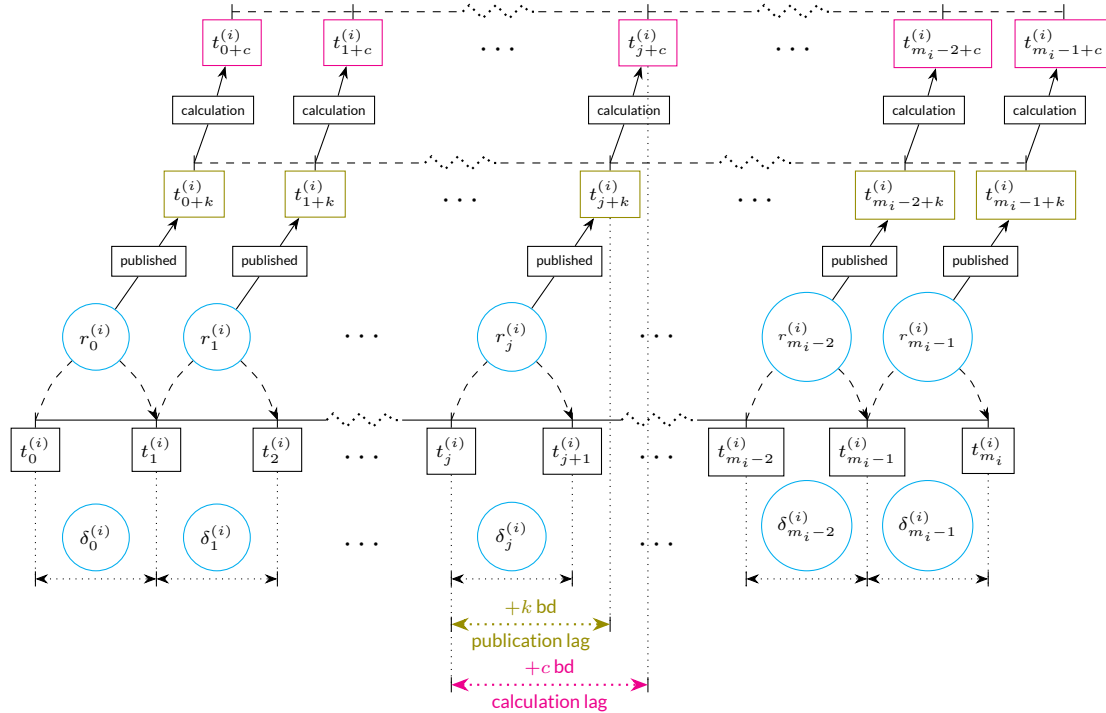 t_{0+c}^{(i)} t_{1+c}^{(i)} ... t_{j+c}^{(i)} ... t_{m_i-2+c}^{(i)} t_{m_i-1+c}^{(i)}
calculation calculation calculation calculation calculation
t_{0+k}^{(i)} t_{1+k}^{(i)} ... t_{j+k}^{(i)} ... t_{m_i-2+k}^{(i)} t_{m_i-1+k}^{(i)}
published published published published published
r_0^{(i)} r_1^{(i)} ... r_j^{(i)} ... r_{m_i-2}^{(i)} r_{m_i-1}^{(i)}
t_0^{(i)} t_1^{(i)} t_2^{(i)} ... t_j^{(i)} t_{j+1}^{(i)} ... t_{m_i-2}^{(i)} t_{m_i-1}^{(i)} t_{m_i}^{(i)}
δ_0^{(i)} δ_1^{(i)} ... δ_j^{(i)} ... δ_{m_i-2}^{(i)} δ_{m_i-1}^{(i)}
+k bd
publication lag
+c bd
calculation lag